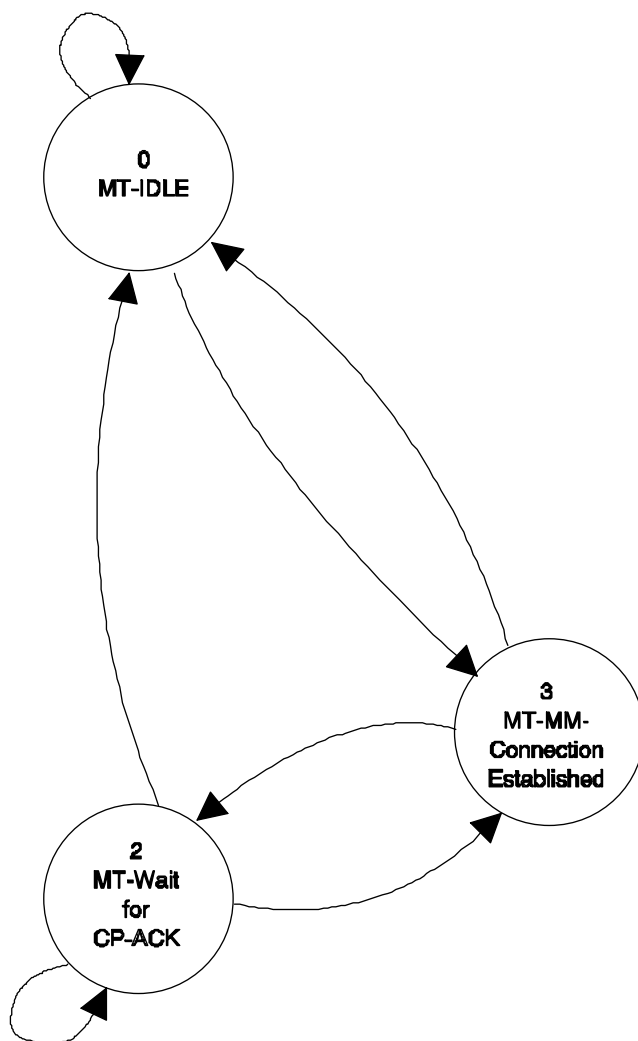 0
MT-IDLE
3
MT-MM-
Connection
Established
2
MT-Wait
for
CP-ACK